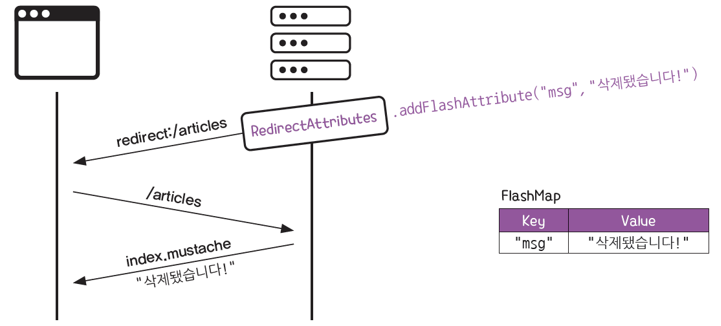 RedirectAttributes .addFlashAttribute("msg", "삭제됐습니다!")
redirect:/articles
/articles
index.mustache
"삭제됐습니다!"
FlashMap
Key Value
"msg" "삭제됐습니다!"